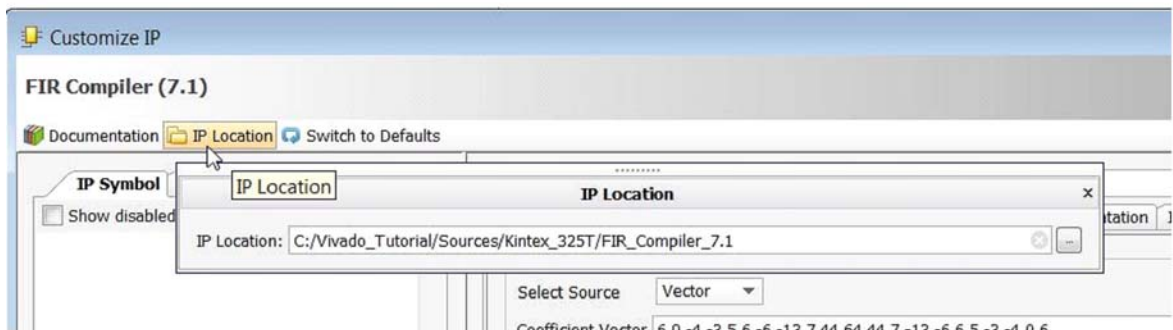 Customize IP
FIR Compiler (7.1)
Documentation IP Location Switch to Defaults
IP Symbol
IP Location
IP Location
x
tation
Show disabled
IP Location: C:/Vivado_Tutorial/Sources/Kintex_325T/FIR_Compiler_7.1
...
Select Source Vector
Coefficient Vector 6,0,-4,-3,5,6,-6,-13,7,44,64,44,7,-13,-6,6,5,-3,-4,0,6